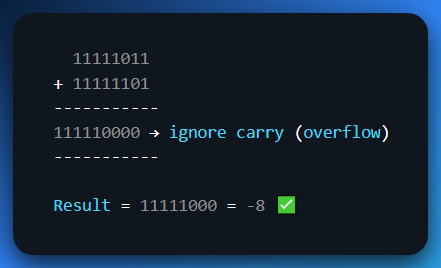 11111011
+ 11111101
-----------
111110000 → ignore carry (overflow)
-----------
Result = 11111000 = -8 ✅